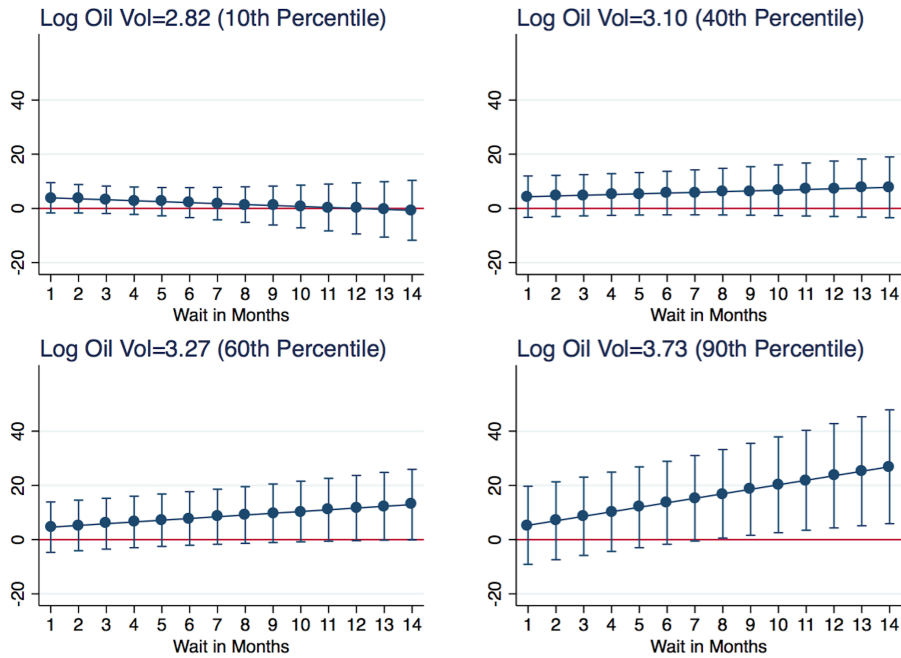 Log Oil Vol=2.82 (10th Percentile)
40
20
0
-20
1 2 3 4 5 6 7 8 9 10 11 12 13 14
Wait in Months
Log Oil Vol=3.10 (40th Percentile)
40
20
0
-20
1 2 3 4 5 6 7 8 9 10 11 12 13 14
Wait in Months
Log Oil Vol=3.27 (60th Percentile)
40
20
0
-20
1 2 3 4 5 6 7 8 9 10 11 12 13 14
Wait in Months
Log Oil Vol=3.73 (90th Percentile)
40
20
0
-20
1 2 3 4 5 6 7 8 9 10 11 12 13 14
Wait in Months